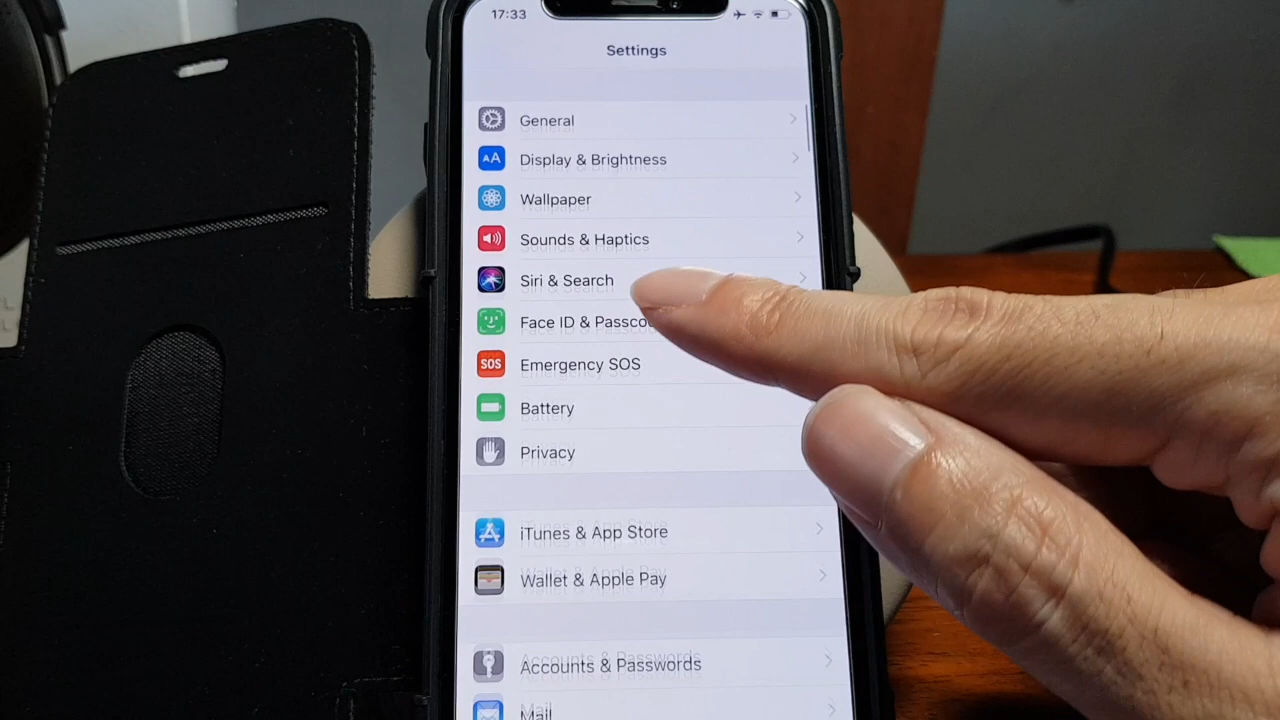 17:33
Settings
General
AA Display & Brightness
Wallpaper
Sounds & Haptics
Siri & Search
Face ID & Passco
SOS Emergency SOS
Battery
Privacy
iTunes & App Store
Wallet & Apple Pay
Accounts & Passwords
Mail